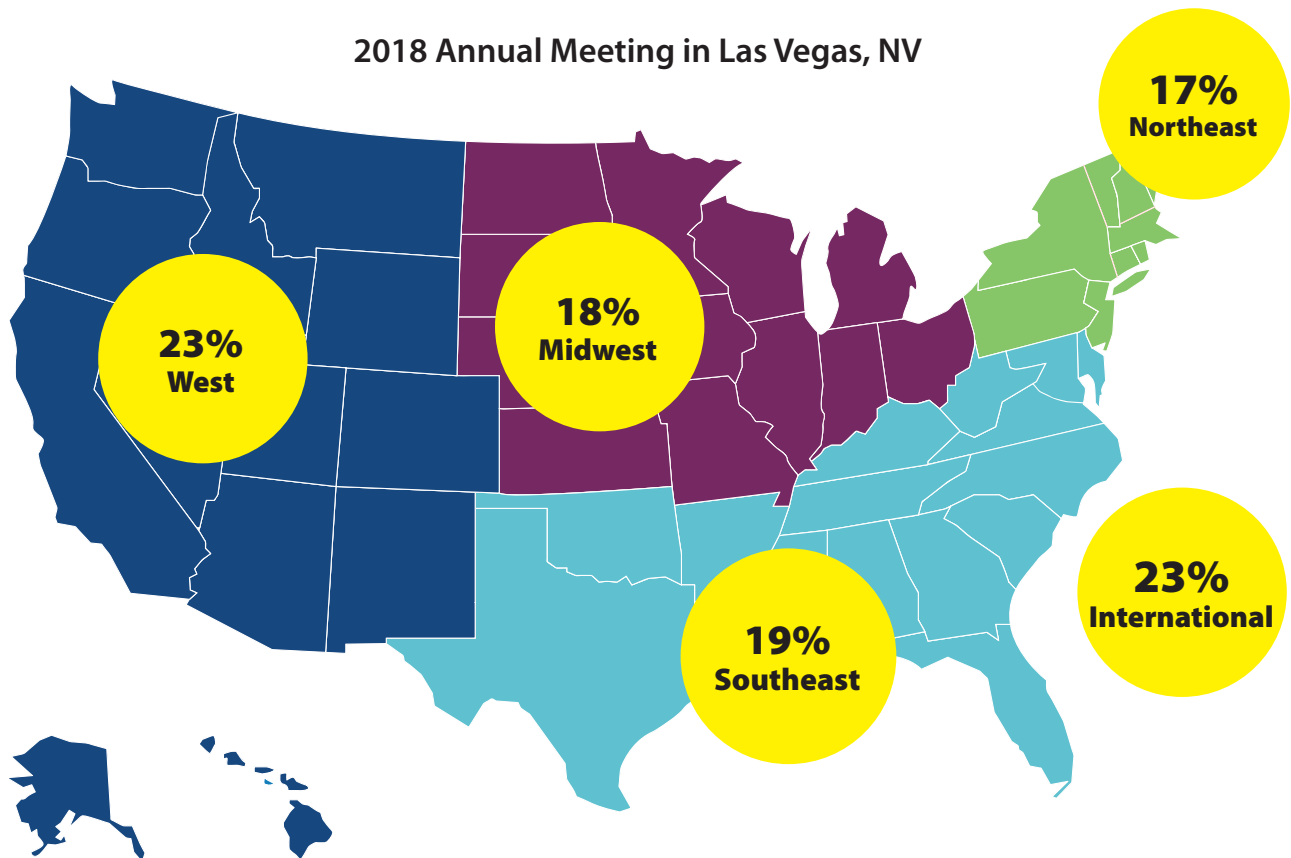 2018 Annual Meeting in Las Vegas, NV
17%
Northeast
23%
West
18%
Midwest
19%
Southeast
23%
International